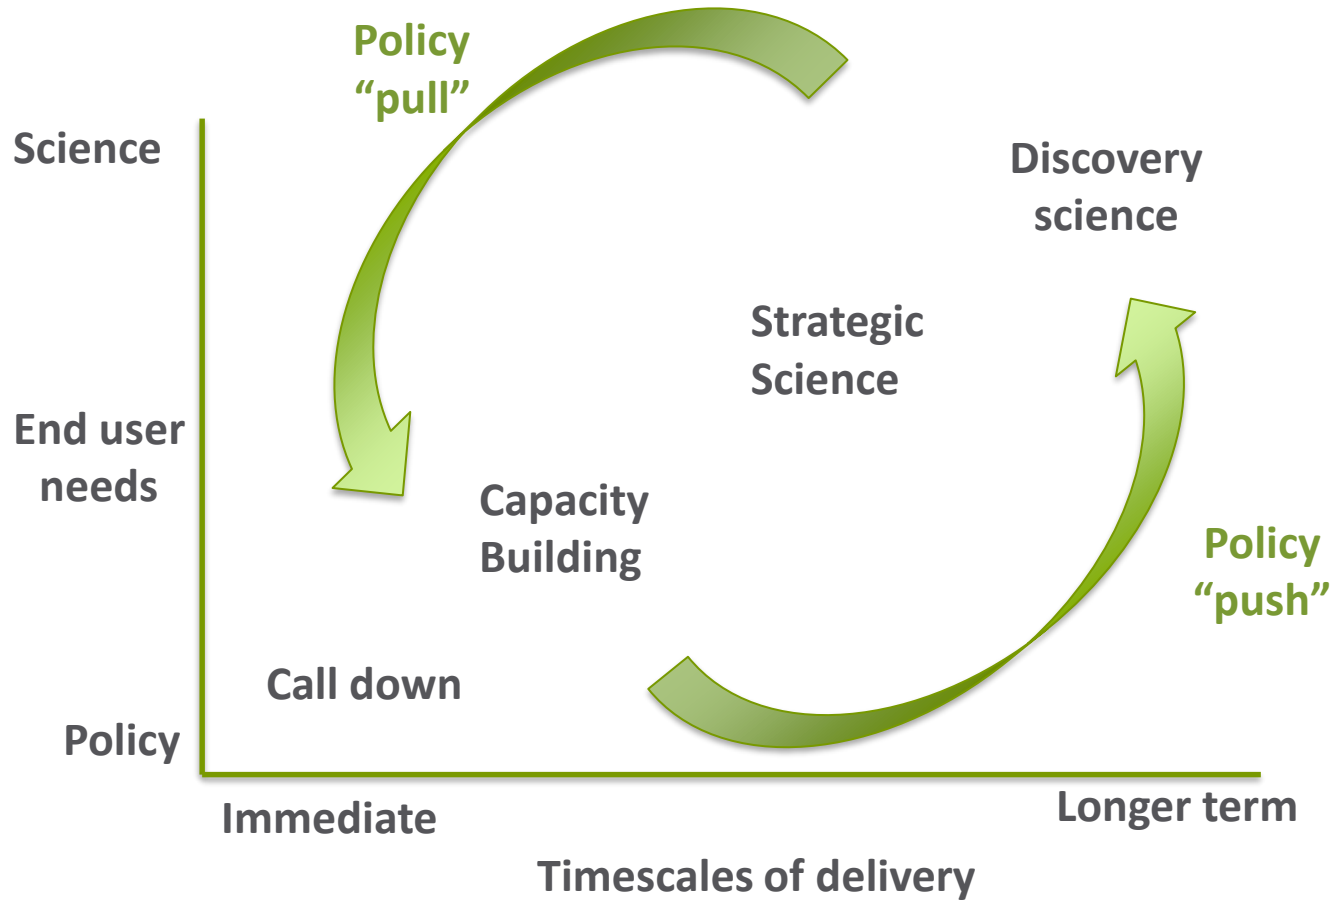 Policy
“pull”
Science
Discovery
science
Strategic
Science
End user
needs
Capacity
Building
Policy
“push”
Call down
Policy
Immediate
Longer term
Timescales of delivery